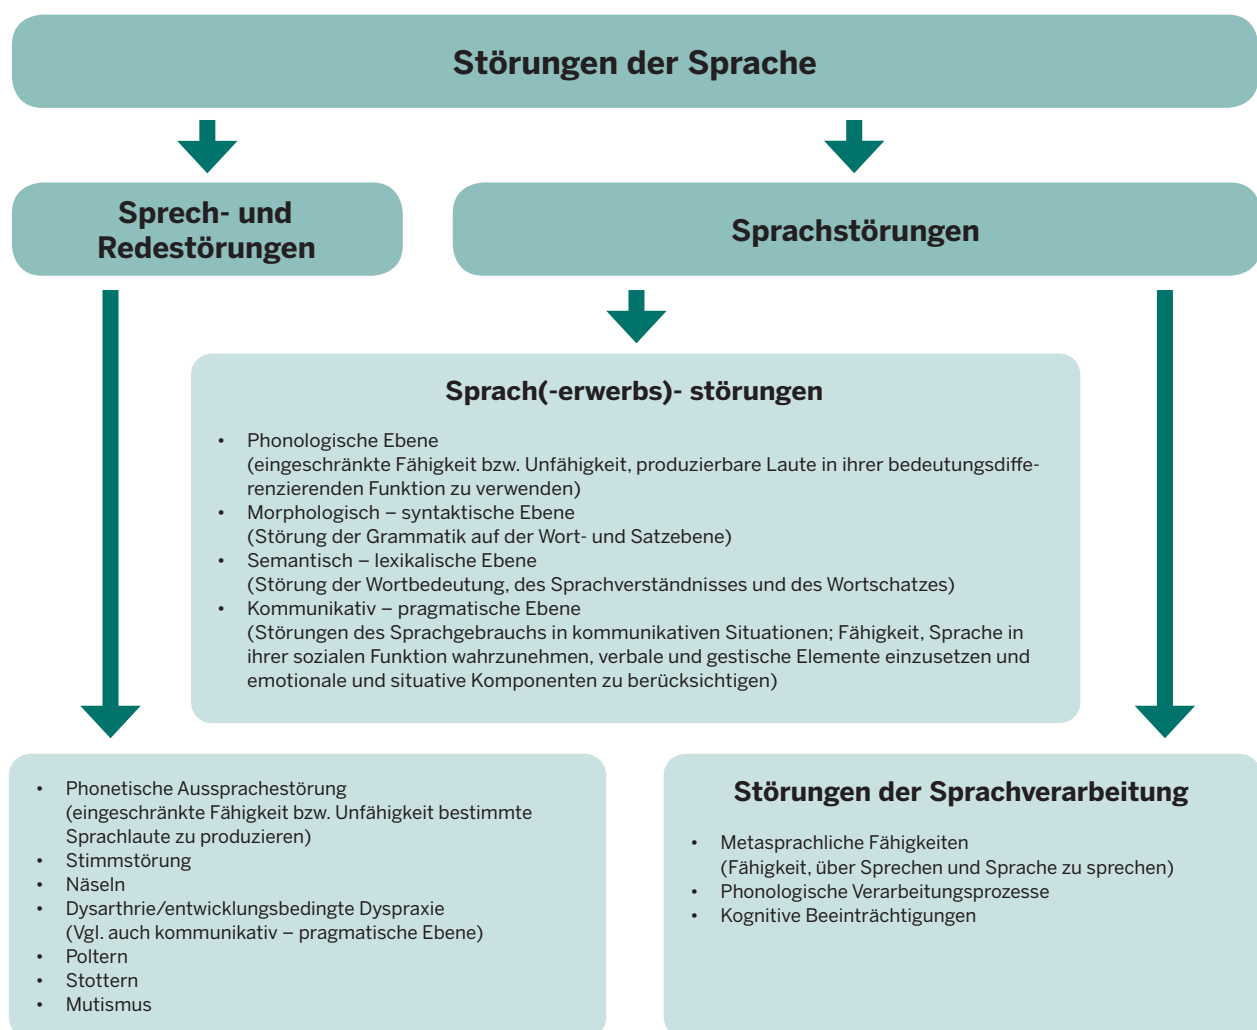 Störungen der Sprache
Sprech- und
Redestörungen
Sprachstörungen
Sprach(-erwerbs)- störungen
• Phonologische Ebene
(eingeschränkte Fähigkeit bzw. Unfähigkeit, produzierbare Laute in ihrer bedeutungsdiffe-
renzierenden Funktion zu verwenden)
• Morphologisch – syntaktische Ebene
(Störung der Grammatik auf der Wort- und Satzebene)
• Semantisch – lexikalische Ebene
(Störung der Wortbedeutung, des Sprachverständnisses und des Wortschatzes)
• Kommunikativ – pragmatische Ebene
(Störungen des Sprachgebrauchs in kommunikativen Situationen; Fähigkeit, Sprache in
ihrer sozialen Funktion wahrzunehmen, verbale und gestische Elemente einzusetzen und
emotionale und situative Komponenten zu berücksichtigen)
• Phonetische Aussprachestörung
(eingeschränkte Fähigkeit bzw. Unfähigkeit bestimmte
Sprachlaute zu produzieren)
• Stimmstörung
• Näseln
• Dysarthrie/entwicklungsbedingte Dyspraxie
(Vgl. auch kommunikativ – pragmatische Ebene)
• Poltern
• Stottern
• Mutismus
Störungen der Sprachverarbeitung
• Metasprachliche Fähigkeiten
(Fähigkeit, über Sprechen und Sprache zu sprechen)
• Phonologische Verarbeitungsprozesse
• Kognitive Beeinträchtigungen